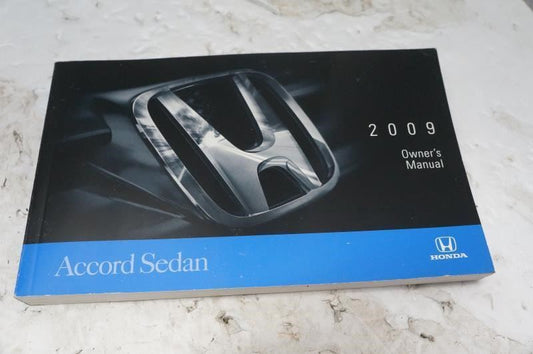 2009
Owner's
Manual
Accord Sedan
HONDA